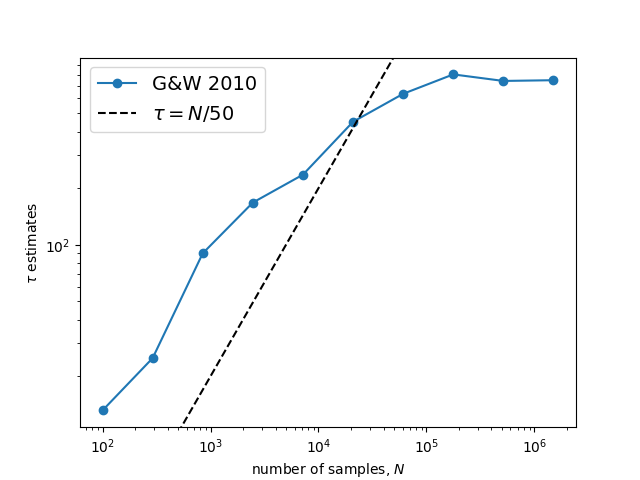 G&W 2010
τ = N/50
τ estimates
10²
10² 10³ 10⁴ 10⁵ 10⁶
number of samples, N